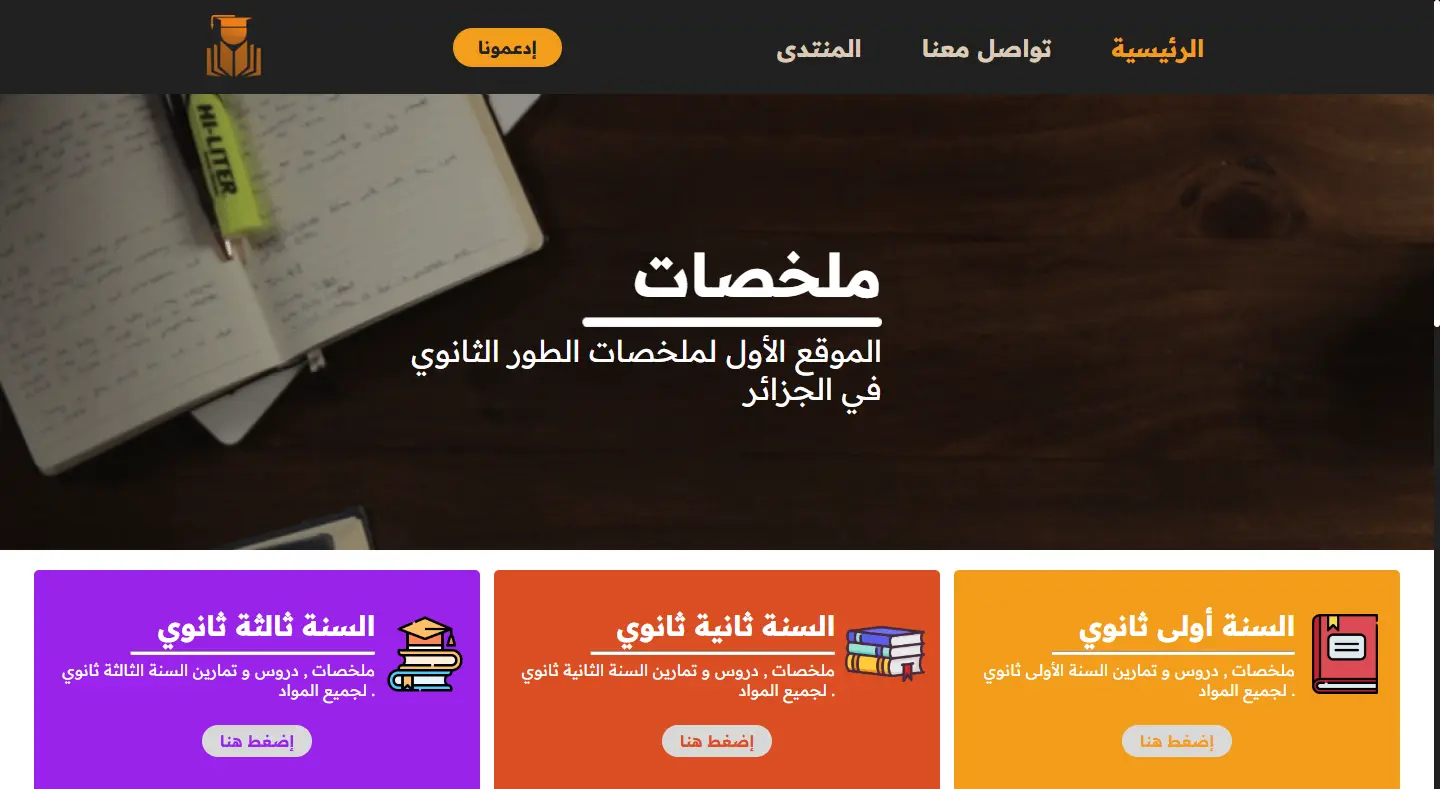 الرئيسية
تواصل معنا
المنتدى
إدعمونا
HI-LITER
ملخصات
الموقع الأول لملخصات الطور الثانوي
في الجزائر
السنة أولى ثانوي
ملخصات , دروس و تمارين السنة الأولى ثانوي
لجميع المواد .
إضغط هنا
السنة ثانية ثانوي
ملخصات , دروس و تمارين السنة الثانية ثانوي
لجميع المواد .
إضغط هنا
السنة ثالثة ثانوي
ملخصات , دروس و تمارين السنة الثالثة ثانوي
لجميع المواد .
إضغط هنا